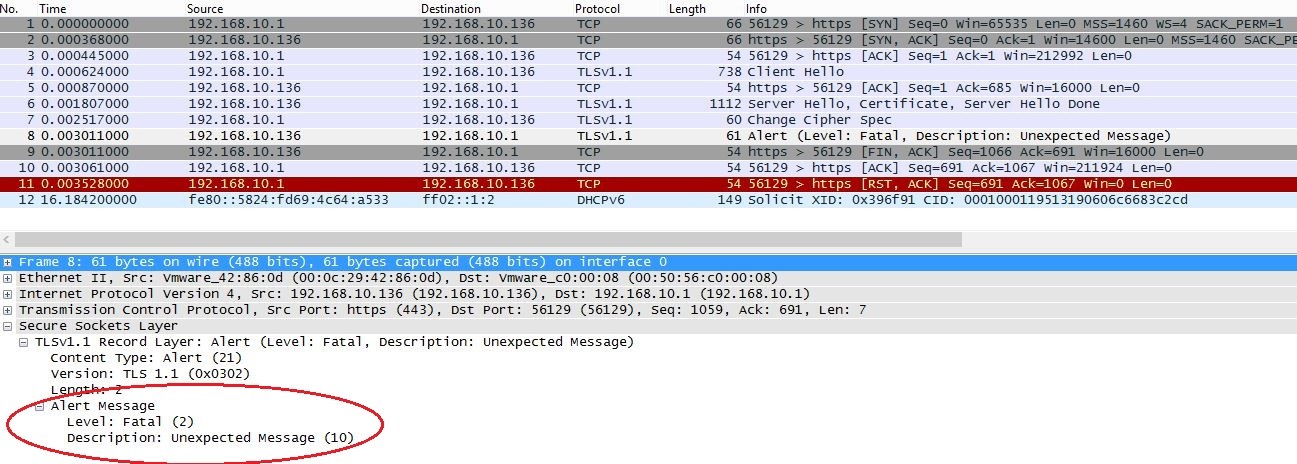 No. Time Source Destination Protocol Length Info
1 0.000000000 192.168.10.1 192.168.10.136 TCP 66 56129 > https [SYN] Seq=0 Win=65535 Len=0 MSS=1460 WS=4 SACK_PERM=1
2 0.000368000 192.168.10.136 192.168.10.1 TCP 66 https > 56129 [SYN, ACK] Seq=0 Ack=1 Win=14600 Len=0 MSS=1460 SACK_PE
3 0.000445000 192.168.10.1 192.168.10.136 TCP 54 56129 > https [ACK] Seq=1 Ack=1 Win=212992 Len=0
4 0.000624000 192.168.10.1 192.168.10.136 TLSv1.1 738 Client Hello
5 0.000870000 192.168.10.136 192.168.10.1 TCP 54 https > 56129 [ACK] Seq=1 Ack=685 Win=16000 Len=0
6 0.001807000 192.168.10.136 192.168.10.1 TLSv1.1 1112 Server Hello, Certificate, Server Hello Done
7 0.002517000 192.168.10.1 192.168.10.136 TLSv1.1 60 Change Cipher Spec
8 0.003011000 192.168.10.136 192.168.10.1 TLSv1.1 61 Alert (Level: Fatal, Description: Unexpected Message)
9 0.003011000 192.168.10.136 192.168.10.1 TCP 54 https > 56129 [FIN, ACK] Seq=1066 Ack=691 Win=16000 Len=0
10 0.003061000 192.168.10.1 192.168.10.136 TCP 54 56129 > https [ACK] Seq=691 Ack=1067 Win=211924 Len=0
11 0.003528000 192.168.10.1 192.168.10.136 TCP 54 56129 > https [RST, ACK] Seq=691 Ack=1067 Win=0 Len=0
12 16.184200000 fe80::5824:fd69:4c64:a533 ff02::1:2 DHCPv6 149 Solicit XID: 0x396f91 CID: 0001000119513190606c6683c2cd
Frame 8: 61 bytes on wire (488 bits), 61 bytes captured (488 bits) on interface 0
Ethernet II, Src: Vmware_42:86:0d (00:0c:29:42:86:0d), Dst: Vmware_c0:00:08 (00:50:56:c0:00:08)
Internet Protocol Version 4, Src: 192.168.10.136 (192.168.10.136), Dst: 192.168.10.1 (192.168.10.1)
Transmission Control Protocol, Src Port: https (443), Dst Port: 56129 (56129), Seq: 1059, Ack: 691, Len: 7
Secure Sockets Layer
TLSv1.1 Record Layer: Alert (Level: Fatal, Description: Unexpected Message)
Content Type: Alert (21)
Version: TLS 1.1 (0x0302)
Length: 2
Alert Message
Level: Fatal (2)
Description: Unexpected Message (10)